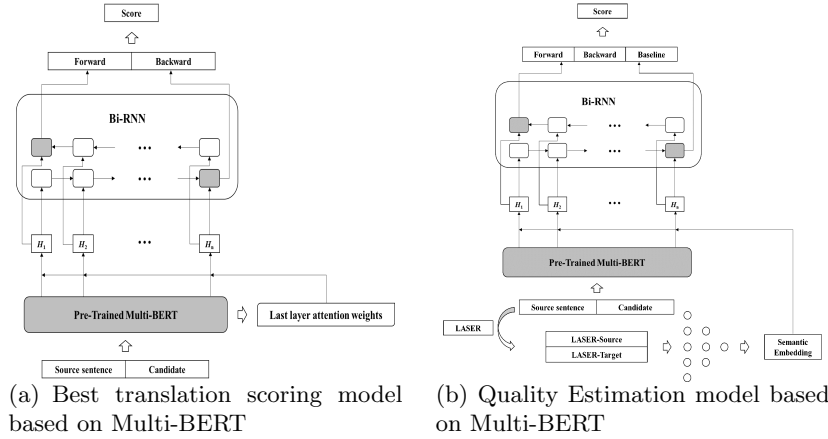 Score
Forward Backward
Bi-RNN
...
...
H1 H2 ... Hn
Pre-Trained Multi-BERT
Last layer attention weights
Source sentence Candidate
(a) Best translation scoring model
based on Multi-BERT
Score
Forward Backward Baseline
Bi-RNN
...
...
H1 H2 ... Hn
Pre-Trained Multi-BERT
Source sentence Candidate
LASER
LASER-Source
LASER-Target
Semantic
Embedding
(b) Quality Estimation model based
on Multi-BERT